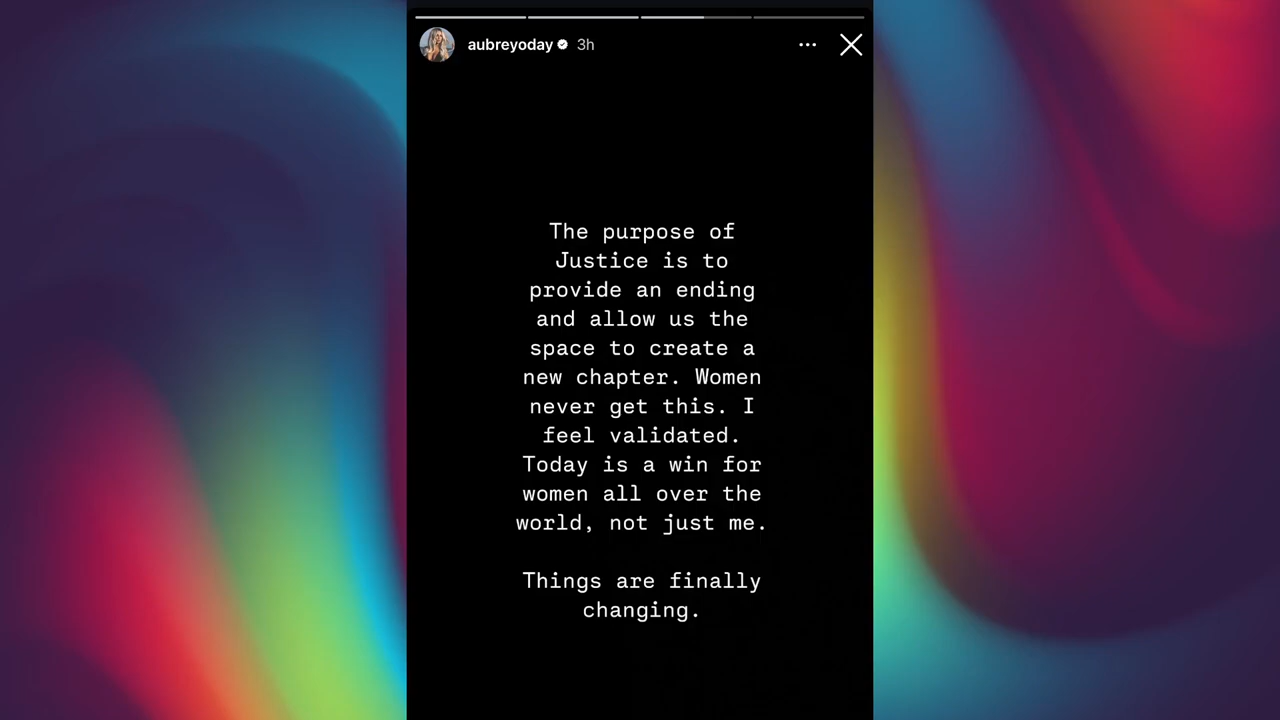 aubreyoday 3h
The purpose of
Justice is to
provide an ending
and allow us the
space to create a
new chapter. Women
never get this. I
feel validated.
Today is a win for
women all over the
world, not just me.
Things are finally
changing.